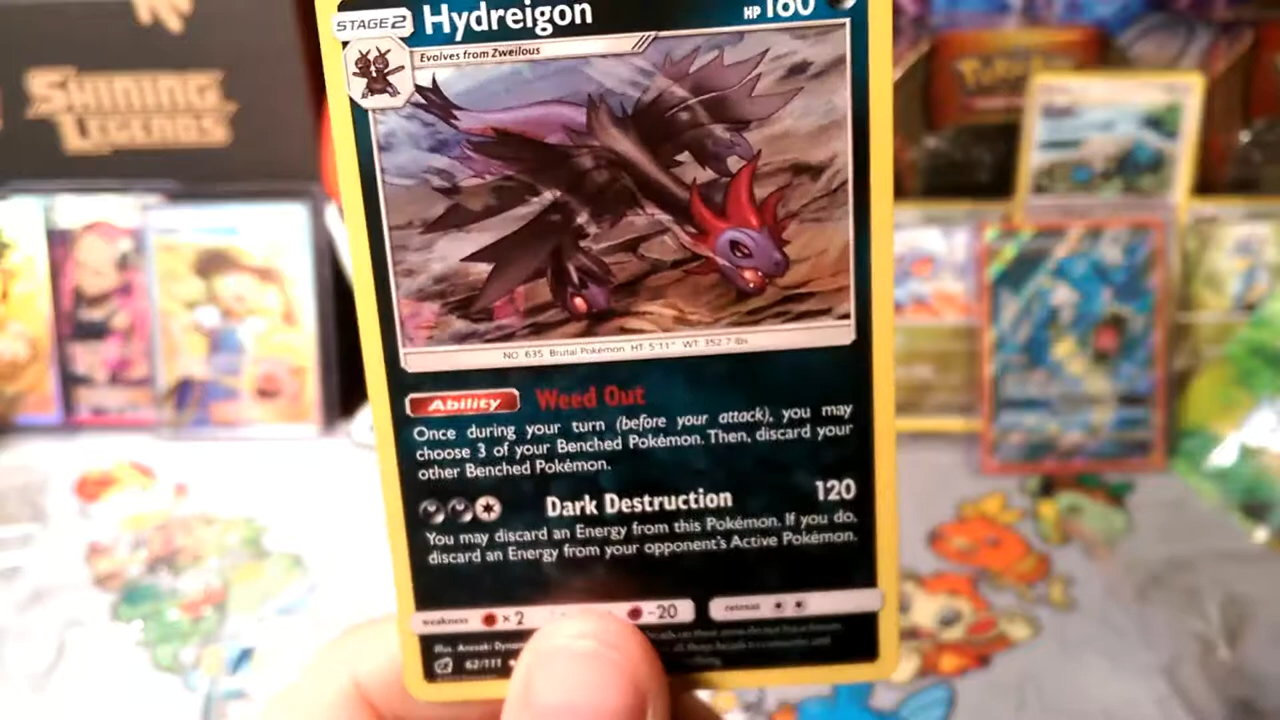 SHINING
LEGENDS
STAGE2 Hydreigon HP 160
Evolves from Zweilous
NO 635 Brutal Pokémon HT 5'11" WT 352.7 lbs
Ability Weed Out
Once during your turn (before your attack), you may
choose 3 of your Benched Pokémon. Then, discard your
other Benched Pokémon.
Dark Destruction 120
You may discard an Energy from this Pokémon. If you do,
discard an Energy from your opponent's Active Pokémon.
weakness ×2 -20 retreat
Illus. Anesaki Dynam
62/111